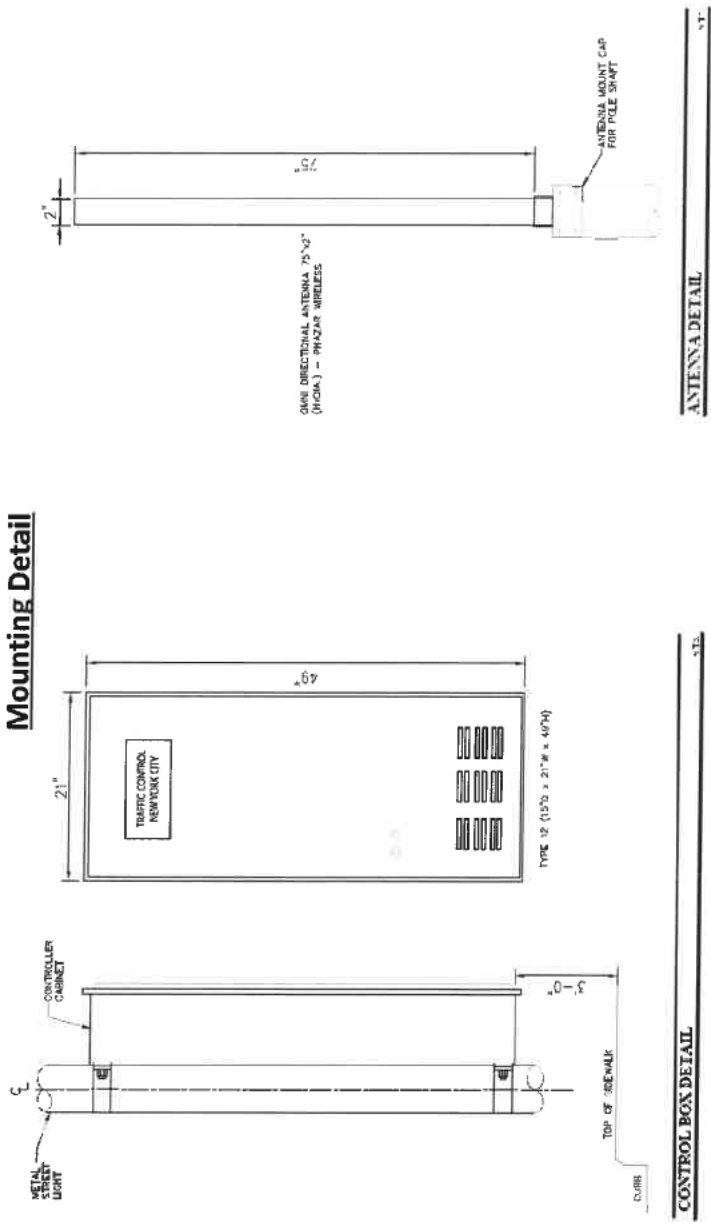 Mounting Detail
METAL
STREET
LIGHT
CONTROLLER
CABINET
3'-0"
TOP OF SIDEWALK
CURB
21"
49"
TRAFFIC CONTROL
NEW YORK CITY
TYPE 12 (15"D x 21"W x 49"H)
CONTROL BOX DETAIL
2"
75"
OMNI DIRECTIONAL ANTENNA 75"x2"
(HxDIA.) – PHAZAR WIRELESS
ANTENNA MOUNT CAP
FOR POLE SHAFT
ANTENNA DETAIL